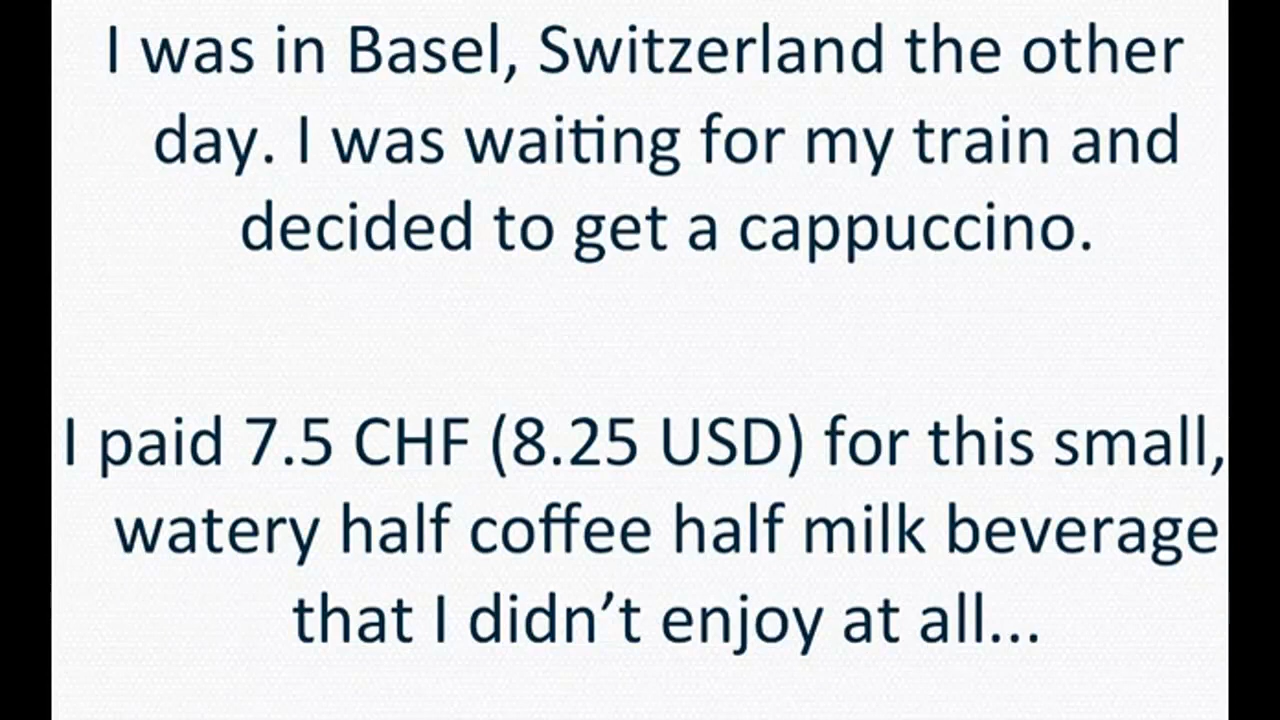 I was in Basel, Switzerland the other
day. I was waiting for my train and
decided to get a cappuccino.
I paid 7.5 CHF (8.25 USD) for this small,
watery half coffee half milk beverage
that I didn’t enjoy at all...